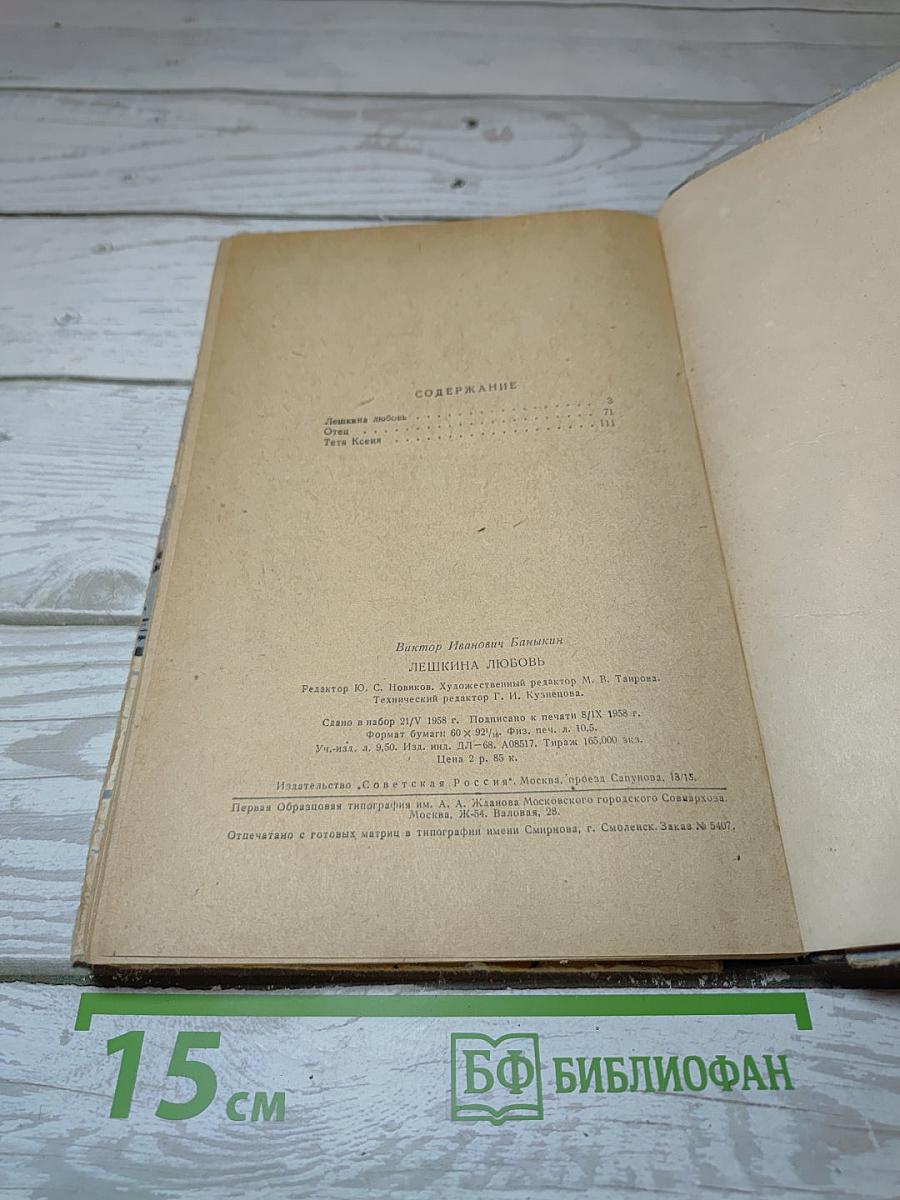 СОДЕРЖАНИЕ
Лешкина любовь . . . . . . . . . . . . . . . 3
Отец . . . . . . . . . . . . . . . . . . . 71
Тетя Ксения . . . . . . . . . . . . . . . . 111
Виктор Иванович Баныкин
ЛЕШКИНА ЛЮБОВЬ
Редактор Ю. С. Новиков. Художественный редактор М. В. Таирова.
Технический редактор Г. И. Кузнецова.
Сдано в набор 21/V 1958 г. Подписано к печати 8/IX 1958 г.
Формат бумаги 60 × 92¹/₁₆. Физ. печ. л. 10,5.
Уч.-изд. л. 9,50. Изд. инд. ДЛ—68. А08517. Тираж 165,000 экз.
Цена 2 р. 85 к.
Издательство „Советская Россия". Москва, проезд Сапунова, 13/15.
Первая Образцовая типография им. А. А. Жданова Московского городского Совнархоза.
Москва, Ж-54. Валовая, 28.
Отпечатано с готовых матриц в типографии имени Смирнова, г. Смоленск. Заказ № 5407.
15 см
БФ БИБЛИОФАН